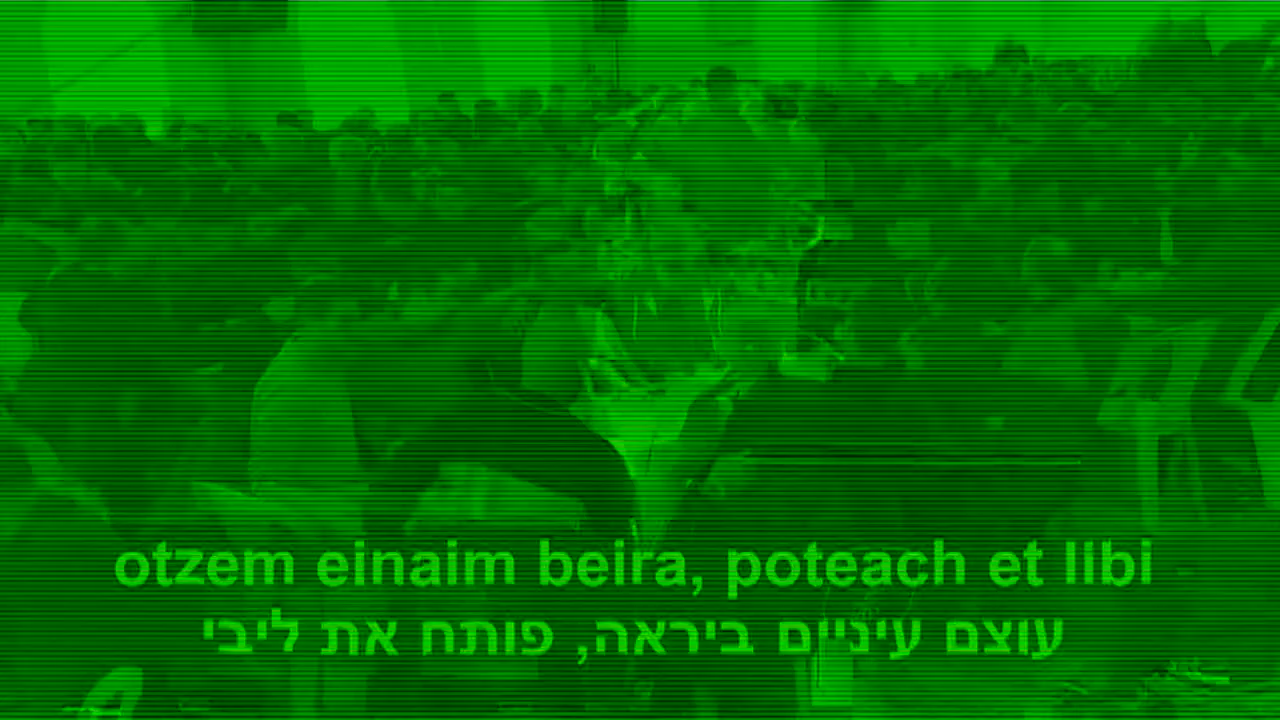 otzem einaim beira, poteach et libi
עוצם עיניים ביראה, פותח את ליבי